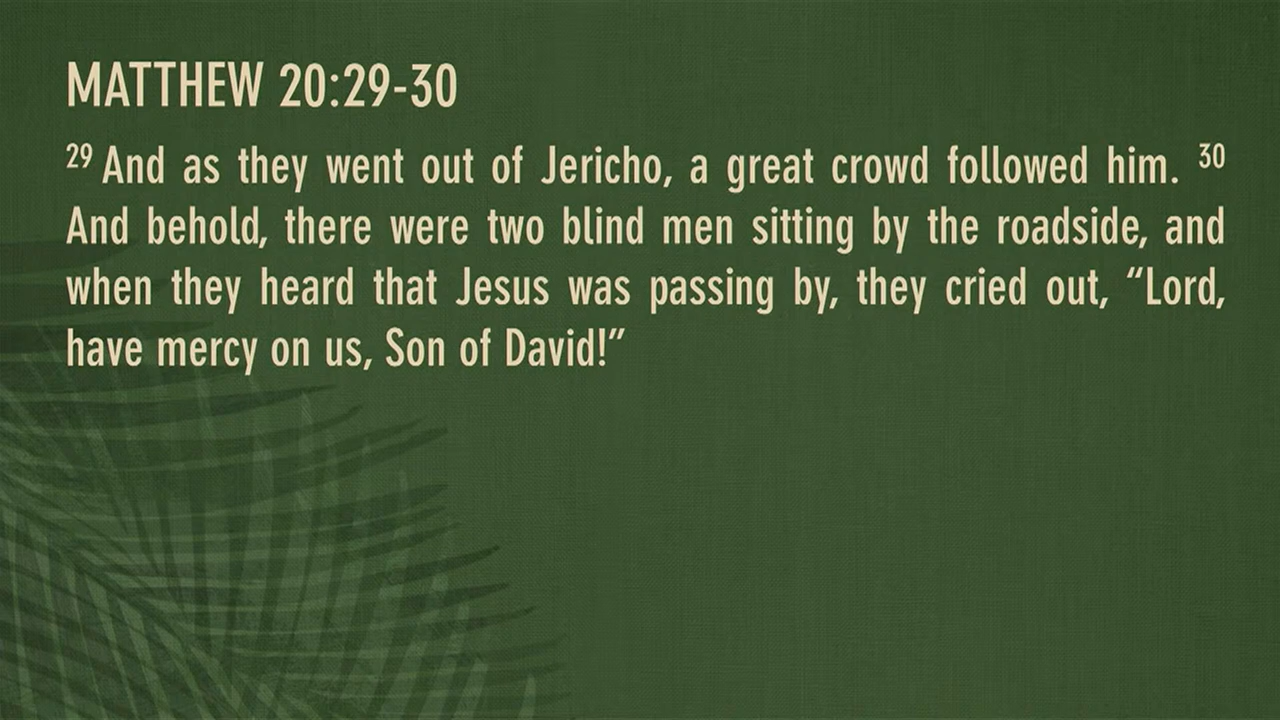 MATTHEW 20:29-30
29 And as they went out of Jericho, a great crowd followed him. 30
And behold, there were two blind men sitting by the roadside, and
when they heard that Jesus was passing by, they cried out, “Lord,
have mercy on us, Son of David!”